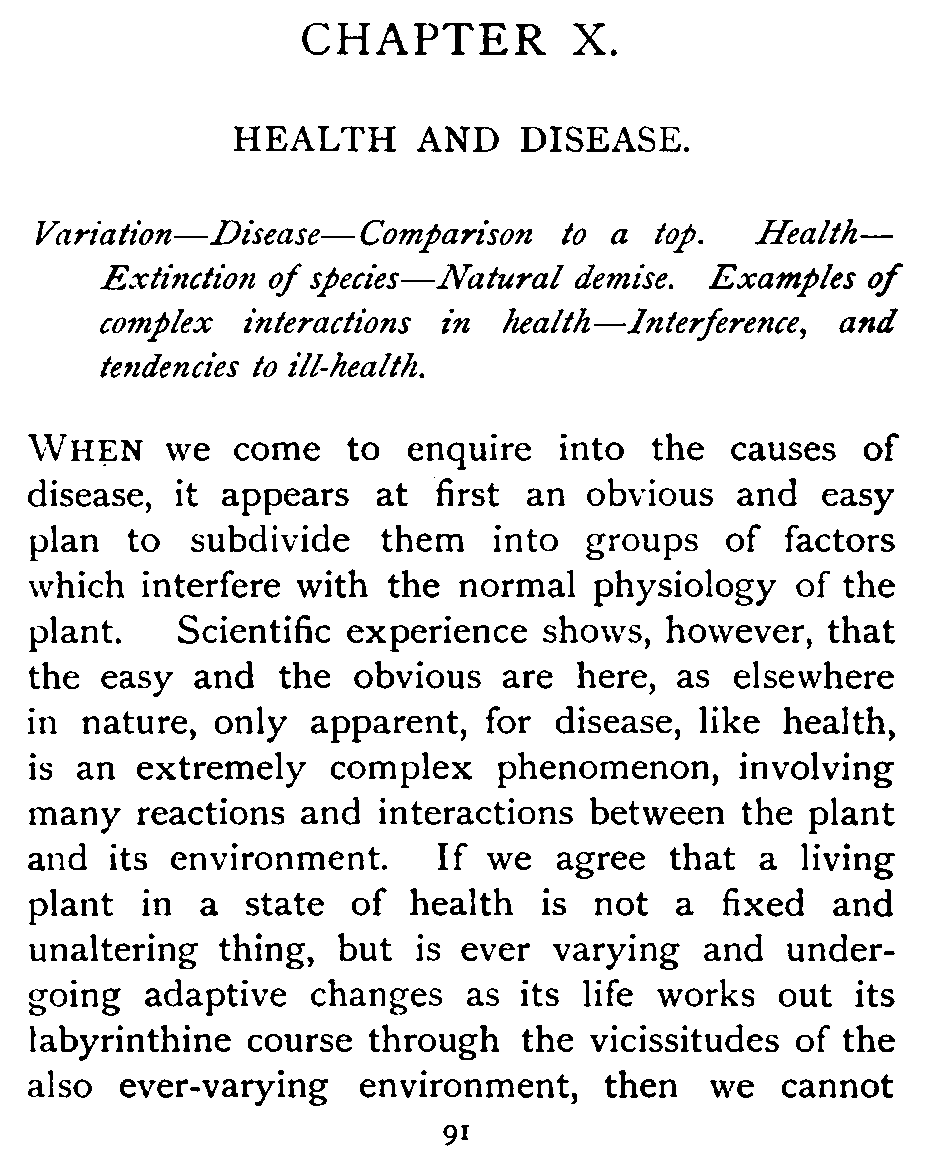 CHAPTER X.
HEALTH AND DISEASE.
Variation—Disease—Comparison to a top. Health—
Extinction of species—Natural demise. Examples of
complex interactions in health—Interference, and
tendencies to ill-health.
WHEN we come to enquire into the causes of
disease, it appears at first an obvious and easy
plan to subdivide them into groups of factors
which interfere with the normal physiology of the
plant. Scientific experience shows, however, that
the easy and the obvious are here, as elsewhere
in nature, only apparent, for disease, like health,
is an extremely complex phenomenon, involving
many reactions and interactions between the plant
and its environment. If we agree that a living
plant in a state of health is not a fixed and
unaltering thing, but is ever varying and under-
going adaptive changes as its life works out its
labyrinthine course through the vicissitudes of the
also ever-varying environment, then we cannot
91